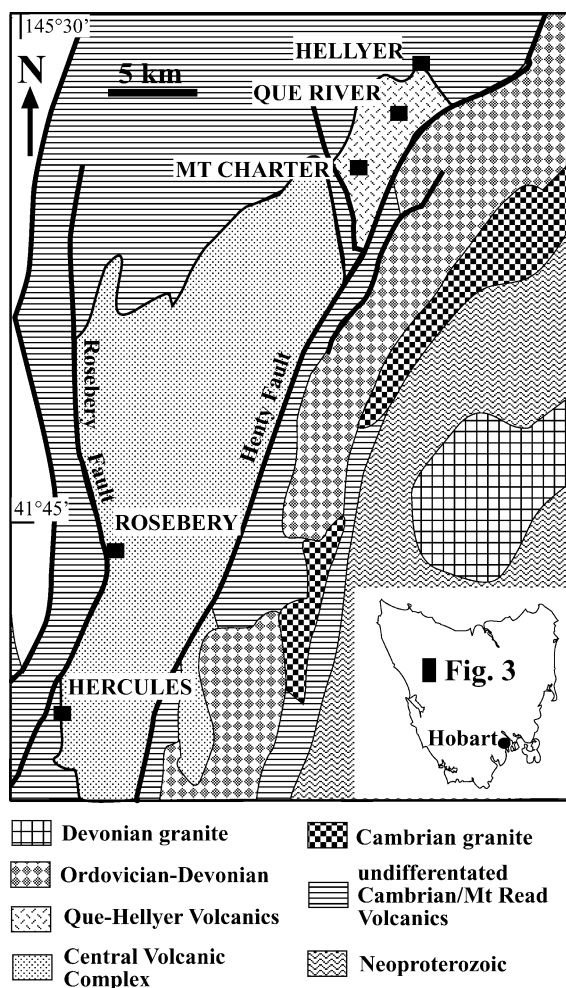 145°30'
HELLYER
N
5 km
QUE RIVER
MT CHARTER
Rosebery
Fault
Henty Fault
41°45'
ROSEBERY
HERCULES
Fig. 3
Hobart
Devonian granite
Ordovician-Devonian
Que-Hellyer Volcanics
Central Volcanic
Complex
Cambrian granite
undifferentated
Cambrian/Mt Read
Volcanics
Neoproterozoic